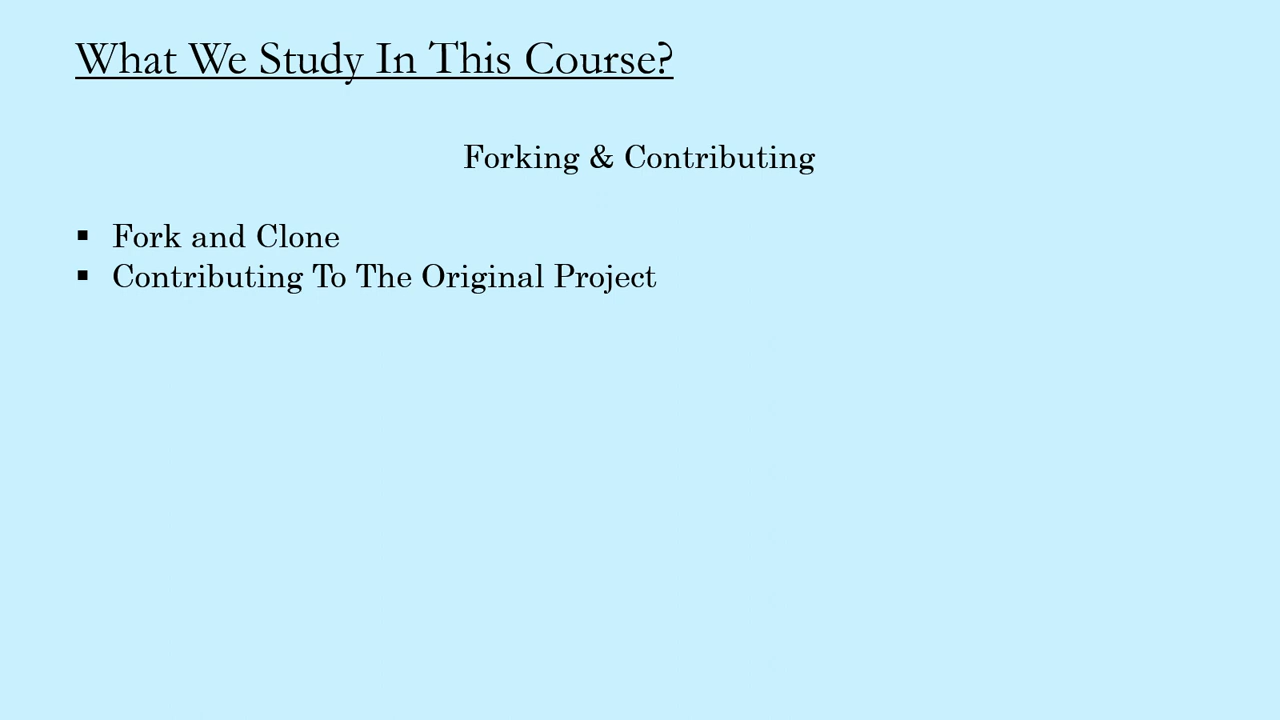 What We Study In This Course?
Forking & Contributing
▪ Fork and Clone
▪ Contributing To The Original Project